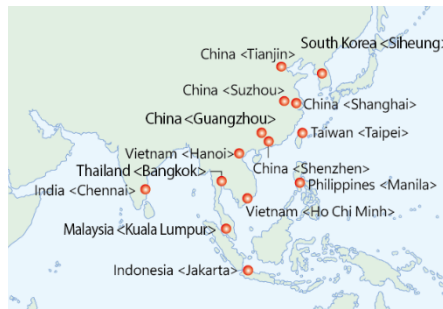 South Korea <Siheung>
China <Tianjin>
China <Suzhou>
China <Shanghai>
China <Guangzhou>
Taiwan <Taipei>
Vietnam <Hanoi>
China <Shenzhen>
Thailand <Bangkok>
Philippines <Manila>
India <Chennai>
Vietnam <Ho Chi Minh>
Malaysia <Kuala Lumpur>
Indonesia <Jakarta>